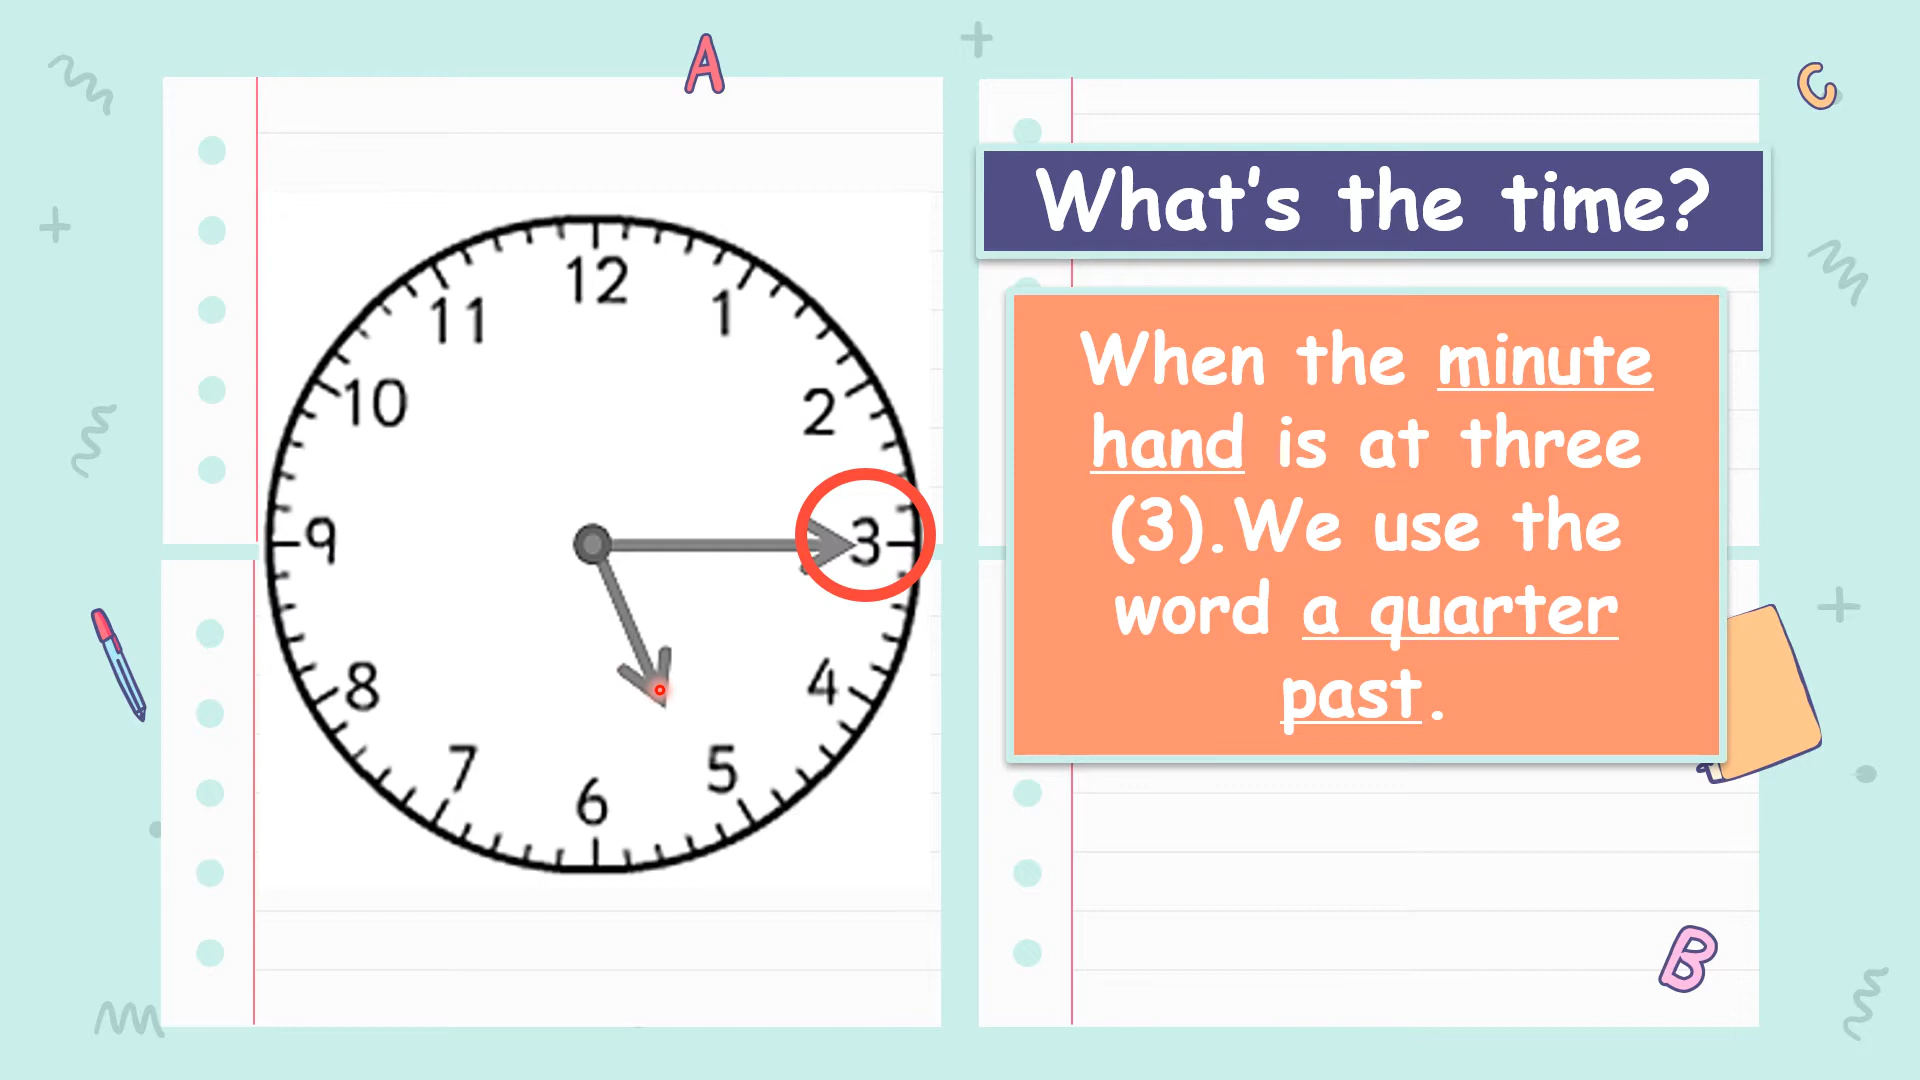 A
C
What's the time?
12
11
1
10
2
9
3
8
4
7
5
6
When the minute
hand is at three
(3).We use the
word a quarter
past.
B